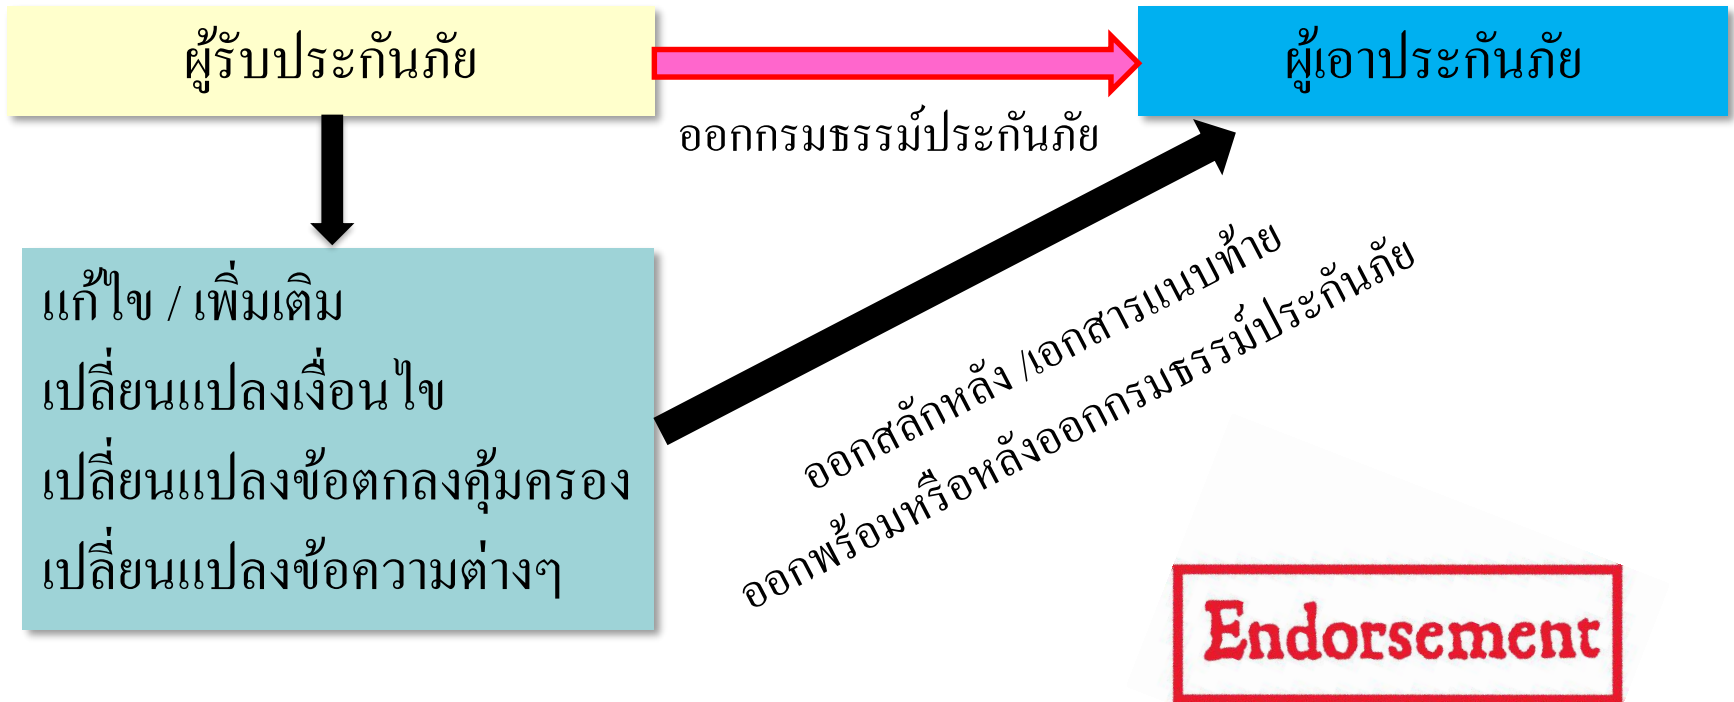 ผู้รับประกันภัย
ผู้เอาประกันภัย
ออกกรมธรรม์ประกันภัย
แก้ไข / เพิ่มเติม
เปลี่ยนแปลงเงื่อนไข
เปลี่ยนแปลงข้อตกลงคุ้มครอง
เปลี่ยนแปลงข้อความต่างๆ
ออกสลักหลัง /เอกสารแนบท้าย
ออกพร้อมหรือหลังออกกรมธรรม์ประกันภัย
Endorsement